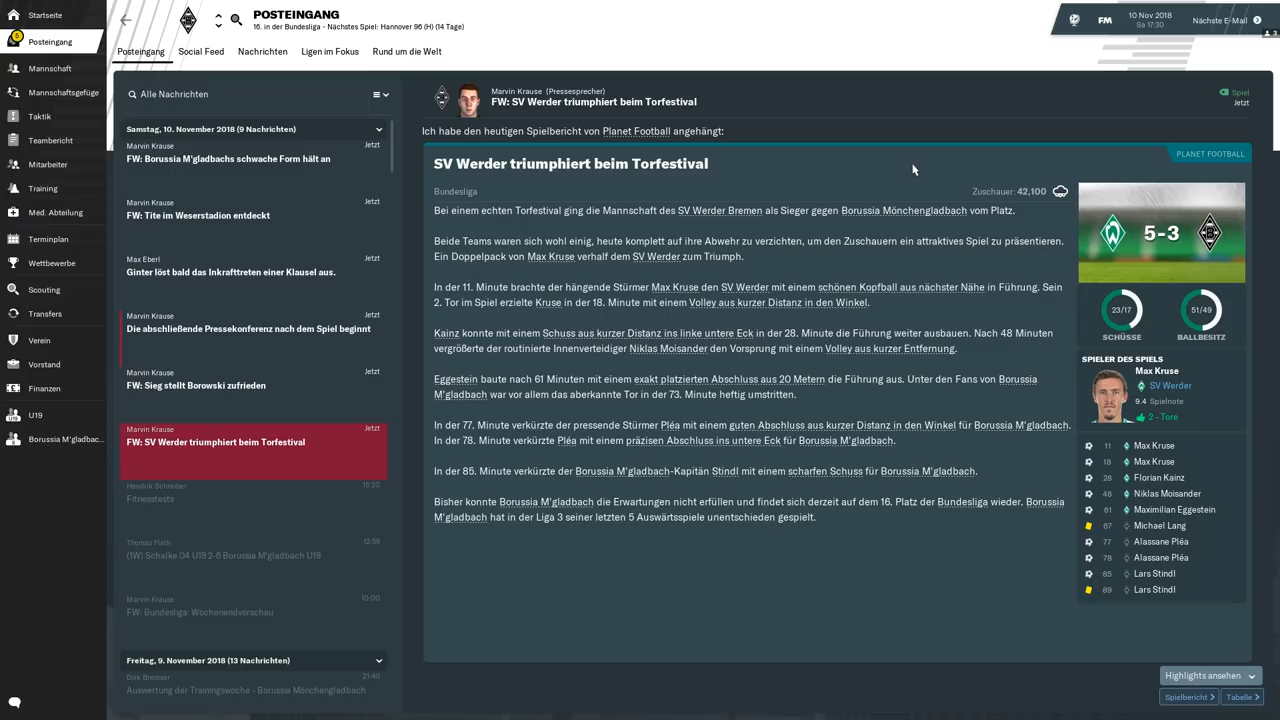 Startseite
5
Posteingang
Mannschaft
Mannschaftsgefüge
Taktik
Teambericht
Mitarbeiter
Training
Med. Abteilung
Terminplan
Wettbewerbe
Scouting
Transfers
Verein
Vorstand
Finanzen
U19
Borussia M'gladbac...
POSTEINGANG
16. in der Bundesliga - Nächstes Spiel: Hannover 96 (H) (14 Tage)
FM
10 Nov 2018
Sa 17:30
Nächste E-Mail
3
Posteingang
Social Feed
Nachrichten
Ligen im Fokus
Rund um die Welt
Alle Nachrichten
Samstag, 10. November 2018 (9 Nachrichten)
Marvin Krause Jetzt
FW: Borussia M'gladbachs schwache Form hält an
Marvin Krause Jetzt
FW: Tite im Weserstadion entdeckt
Max Eberl Jetzt
Ginter löst bald das Inkrafttreten einer Klausel aus.
Marvin Krause Jetzt
Die abschließende Pressekonferenz nach dem Spiel beginnt
Marvin Krause Jetzt
FW: Sieg stellt Borowski zufrieden
Marvin Krause Jetzt
FW: SV Werder triumphiert beim Torfestival
Hendrik Schreiber 15:20
Fitnesstests
Thomas Flath 12:58
(1W) Schalke 04 U19 2-6 Borussia M'gladbach U19
Marvin Krause 10:00
FW: Bundesliga: Wochenendvorschau
Freitag, 9. November 2018 (13 Nachrichten)
Dirk Bremser 21:40
Auswertung der Trainingswoche - Borussia Mönchengladbach
Marvin Krause (Pressesprecher)
FW: SV Werder triumphiert beim Torfestival
Spiel
Jetzt
Ich habe den heutigen Spielbericht von Planet Football angehängt:
PLANET FOOTBALL
SV Werder triumphiert beim Torfestival
Bundesliga Zuschauer: 42,100
Bei einem echten Torfestival ging die Mannschaft des SV Werder Bremen als Sieger gegen Borussia Mönchengladbach vom Platz.
Beide Teams waren sich wohl einig, heute komplett auf ihre Abwehr zu verzichten, um den Zuschauern ein attraktives Spiel zu präsentieren.
Ein Doppelpack von Max Kruse verhalf dem SV Werder zum Triumph.
In der 11. Minute brachte der hängende Stürmer Max Kruse den SV Werder mit einem schönen Kopfball aus nächster Nähe in Führung. Sein
2. Tor im Spiel erzielte Kruse in der 18. Minute mit einem Volley aus kurzer Distanz in den Winkel.
Kainz konnte mit einem Schuss aus kurzer Distanz ins linke untere Eck in der 28. Minute die Führung weiter ausbauen. Nach 48 Minuten
vergrößerte der routinierte Innenverteidiger Niklas Moisander den Vorsprung mit einem Volley aus kurzer Entfernung.
Eggestein baute nach 61 Minuten mit einem exakt platzierten Abschluss aus 20 Metern die Führung aus. Unter den Fans von Borussia
M'gladbach war vor allem das aberkannte Tor in der 73. Minute heftig umstritten.
In der 77. Minute verkürzte der pressende Stürmer Pléa mit einem guten Abschluss aus kurzer Distanz in den Winkel für Borussia M'gladbach.
In der 78. Minute verkürzte Pléa mit einem präzisen Abschluss ins untere Eck für Borussia M'gladbach.
In der 85. Minute verkürzte der Borussia M'gladbach-Kapitän Stindl mit einem scharfen Schuss für Borussia M'gladbach.
Bisher konnte Borussia M'gladbach die Erwartungen nicht erfüllen und findet sich derzeit auf dem 16. Platz der Bundesliga wieder. Borussia
M'gladbach hat in der Liga 3 seiner letzten 5 Auswärtsspiele unentschieden gespielt.
5-3
23/17
SCHÜSSE
51/49
BALLBESITZ
SPIELER DES SPIELS
Max Kruse
SV Werder
9.4 Spielnote
2 - Tore
11 Max Kruse
18 Max Kruse
28 Florian Kainz
48 Niklas Moisander
61 Maximilian Eggestein
67 Michael Lang
77 Alassane Pléa
78 Alassane Pléa
85 Lars Stindl
89 Lars Stindl
Highlights ansehen
Spielbericht
Tabelle